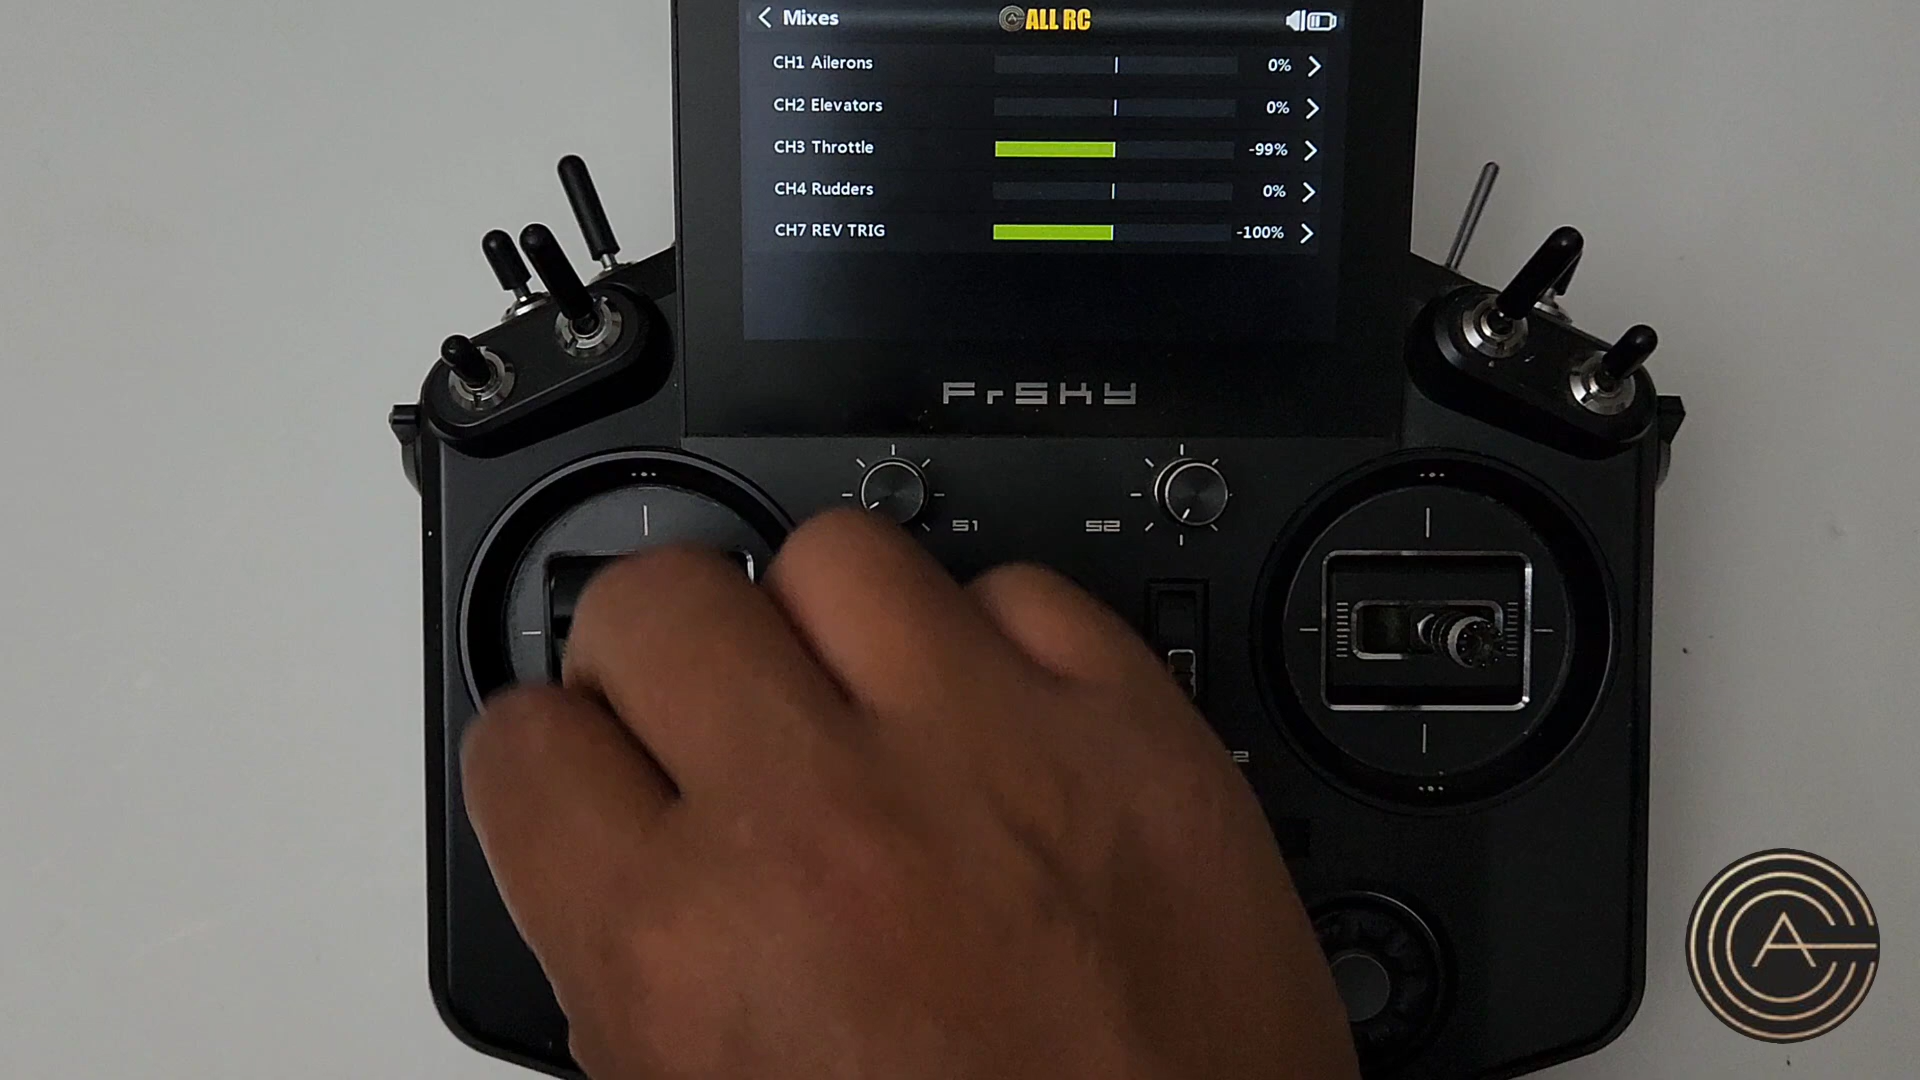 Mixes
ALL RC
CH1 Ailerons 0%
CH2 Elevators 0%
CH3 Throttle -99%
CH4 Rudders 0%
CH7 REV TRIG -100%
FrSKY
S1
S2